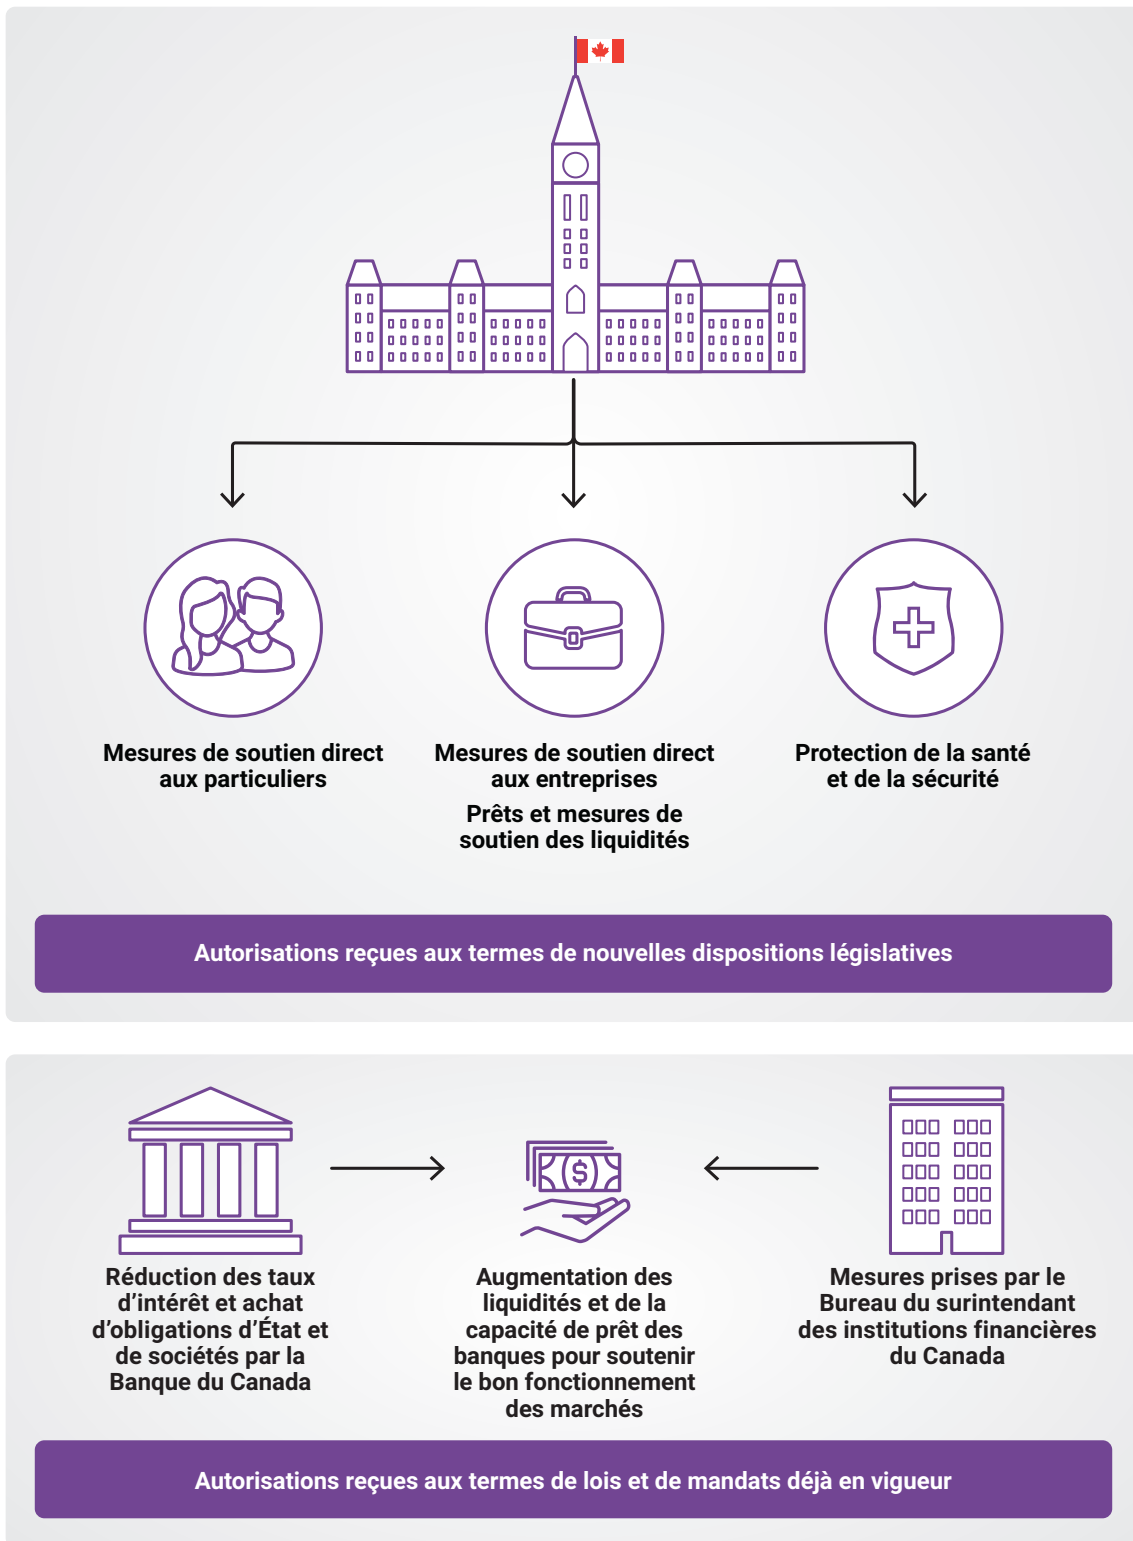 Mesures de soutien direct
aux particuliers
Mesures de soutien direct
aux entreprises
Prêts et mesures de
soutien des liquidités
Protection de la santé
et de la sécurité
Autorisations reçues aux termes de nouvelles dispositions législatives
$
Réduction des taux
d’intérêt et achat
d’obligations d’État et
de sociétés par la
Banque du Canada
Augmentation des
liquidités et de la
capacité de prêt des
banques pour soutenir
le bon fonctionnement
des marchés
Mesures prises par le
Bureau du surintendant
des institutions financières
du Canada
Autorisations reçues aux termes de lois et de mandats déjà en vigueur